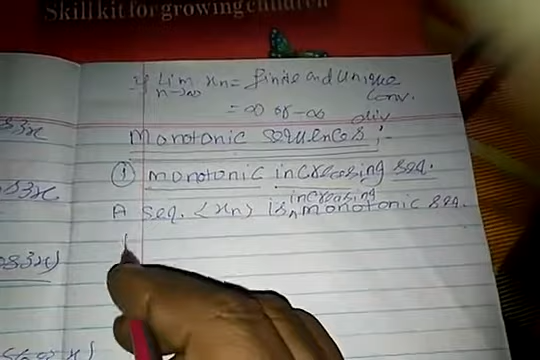 Skill kit for growing children
if lim xn = finite and unique
n→∞ conv.
= ∞ or -∞ div
Monotonic sequences :-
① monotonic increasing seq.
increasing
A seq. <xn> is ^ monotonic seq.